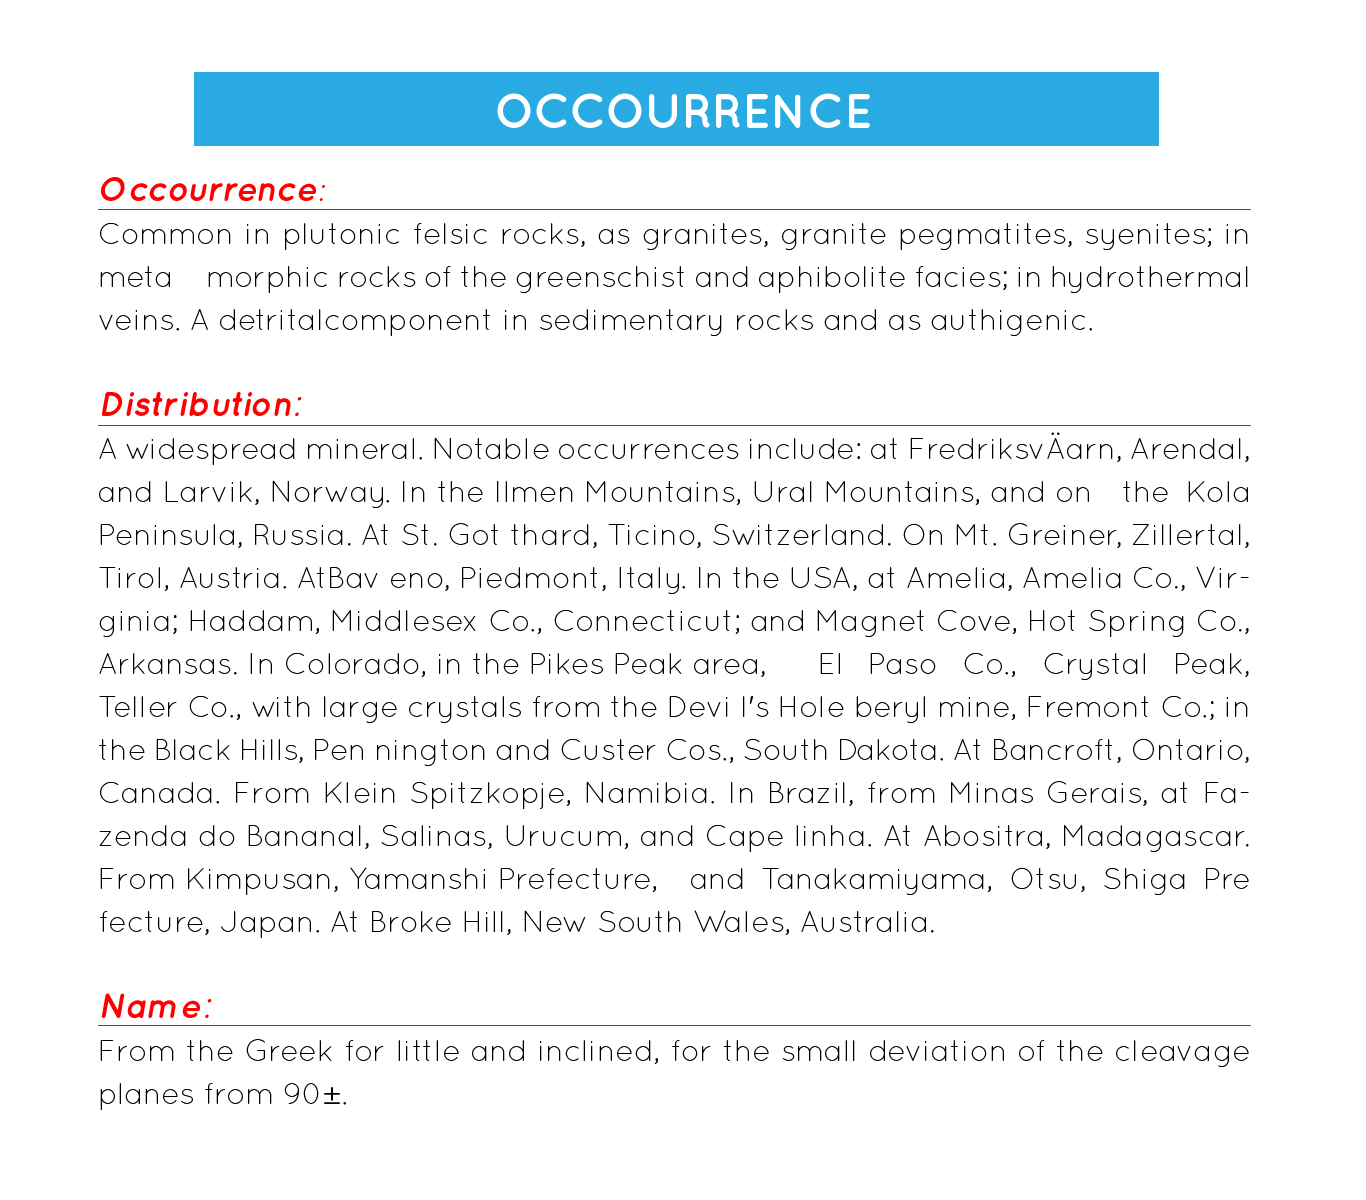 OCCOURRENCE
Occourrence:
Common in plutonic felsic rocks, as granites, granite pegmatites, syenites; in
meta morphic rocks of the greenschist and aphibolite facies; in hydrothermal
veins. A detritalcomponent in sedimentary rocks and as authigenic.
Distribution:
A widespread mineral. Notable occurrences include: at FredriksvÄarn, Arendal,
and Larvik, Norway. In the Ilmen Mountains, Ural Mountains, and on the Kola
Peninsula, Russia. At St. Got thard, Ticino, Switzerland. On Mt. Greiner, Zillertal,
Tirol, Austria. AtBav eno, Piedmont, Italy. In the USA, at Amelia, Amelia Co., Vir-
ginia; Haddam, Middlesex Co., Connecticut; and Magnet Cove, Hot Spring Co.,
Arkansas. In Colorado, in the Pikes Peak area, El Paso Co., Crystal Peak,
Teller Co., with large crystals from the Devi l's Hole beryl mine, Fremont Co.; in
the Black Hills, Pen nington and Custer Cos., South Dakota. At Bancroft, Ontario,
Canada. From Klein Spitzkopje, Namibia. In Brazil, from Minas Gerais, at Fa-
zenda do Bananal, Salinas, Urucum, and Cape linha. At Abositra, Madagascar.
From Kimpusan, Yamanshi Prefecture, and Tanakamiyama, Otsu, Shiga Pre
fecture, Japan. At Broke Hill, New South Wales, Australia.
Name:
From the Greek for little and inclined, for the small deviation of the cleavage
planes from 90±.